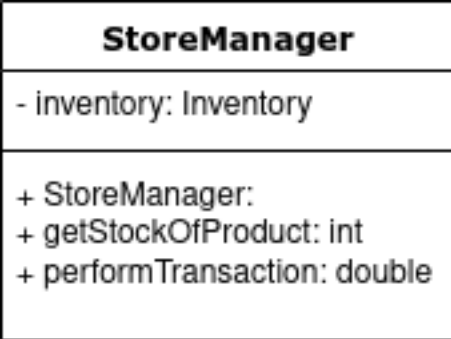 StoreManager
- inventory: Inventory
+ StoreManager:
+ getStockOfProduct: int
+ performTransaction: double